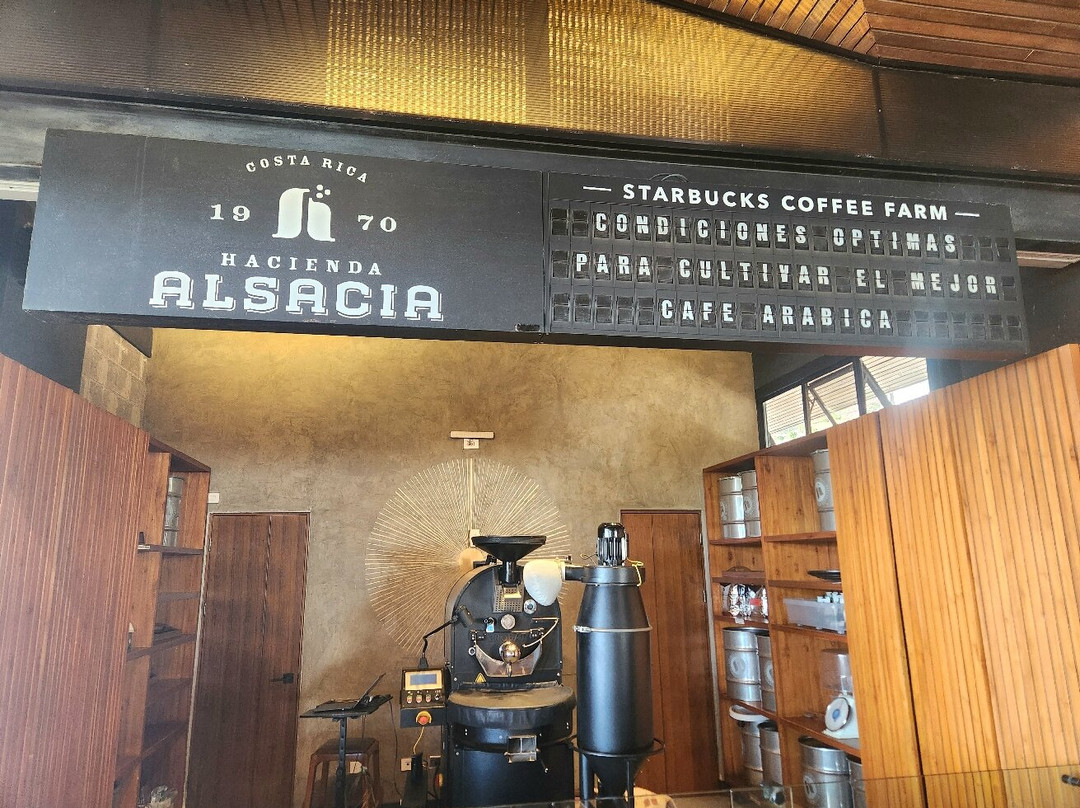 COSTA RICA
19 70
HACIENDA
ALSACIA
STARBUCKS COFFEE FARM
CONDICIONES OPTIMAS
PARA CULTIVAR EL MEJOR
CAFE ARABICA